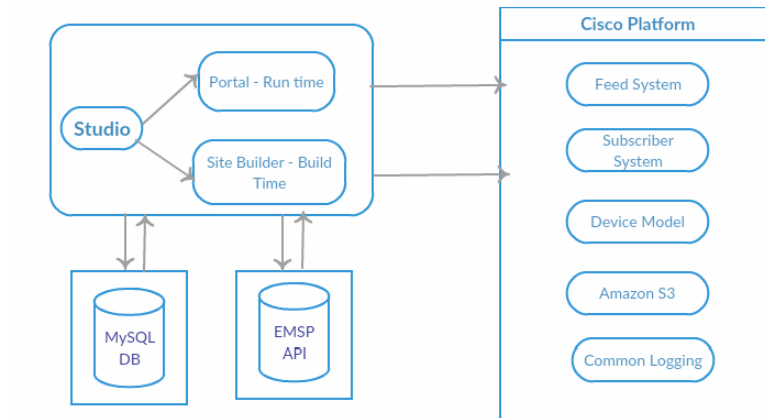 Cisco Platform
Portal - Run time
Studio
Site Builder - Build
Time
Feed System
Subscriber
System
Device Model
Amazon S3
Common Logging
MySQL
DB
EMSP
API